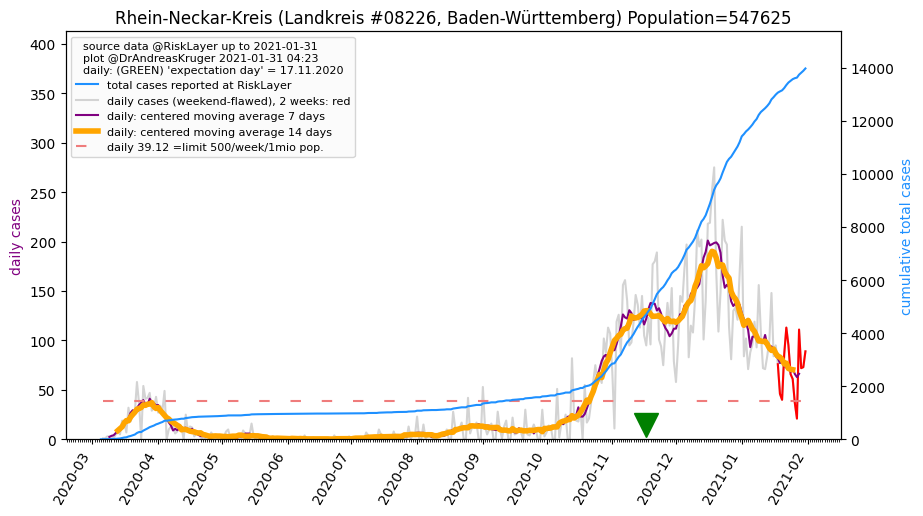 Rhein-Neckar-Kreis (Landkreis #08226, Baden-Württemberg) Population=547625
source data @RiskLayer up to 2021-01-31
plot @DrAndreasKruger 2021-01-31 04:23
daily: (GREEN) 'expectation day' = 17.11.2020
total cases reported at RiskLayer
daily cases (weekend-flawed), 2 weeks: red
daily: centered moving average 7 days
daily: centered moving average 14 days
daily 39.12 =limit 500/week/1mio pop.
daily cases
400
350
300
250
200
150
100
50
0
cumulative total cases
14000
12000
10000
8000
6000
4000
2000
0
2020-03
2020-04
2020-05
2020-06
2020-07
2020-08
2020-09
2020-10
2020-11
2020-12
2021-01
2021-02